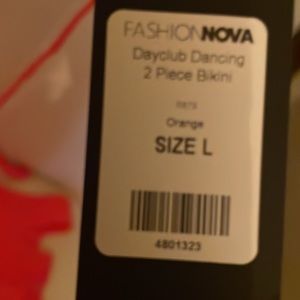 FASHIONNOVA
Dayclub Dancing
2 Piece Bikini
Orange
SIZE L
4801323